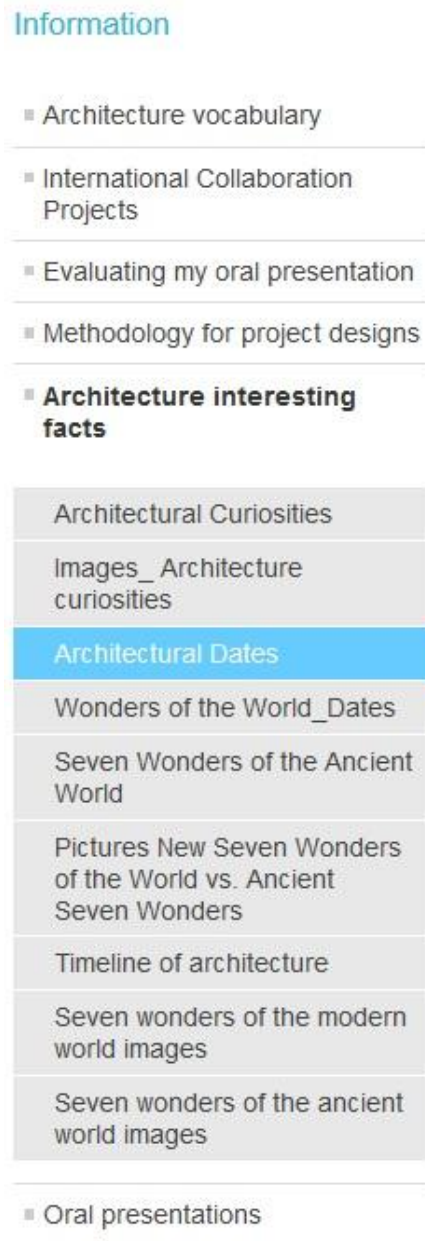 Information
Architecture vocabulary
International Collaboration
Projects
Evaluating my oral presentation
Methodology for project designs
Architecture interesting
facts
Architectural Curiosities
Images_ Architecture
curiosities
Architectural Dates
Wonders of the World_Dates
Seven Wonders of the Ancient
World
Pictures New Seven Wonders
of the World vs. Ancient
Seven Wonders
Timeline of architecture
Seven wonders of the modern
world images
Seven wonders of the ancient
world images
Oral presentations